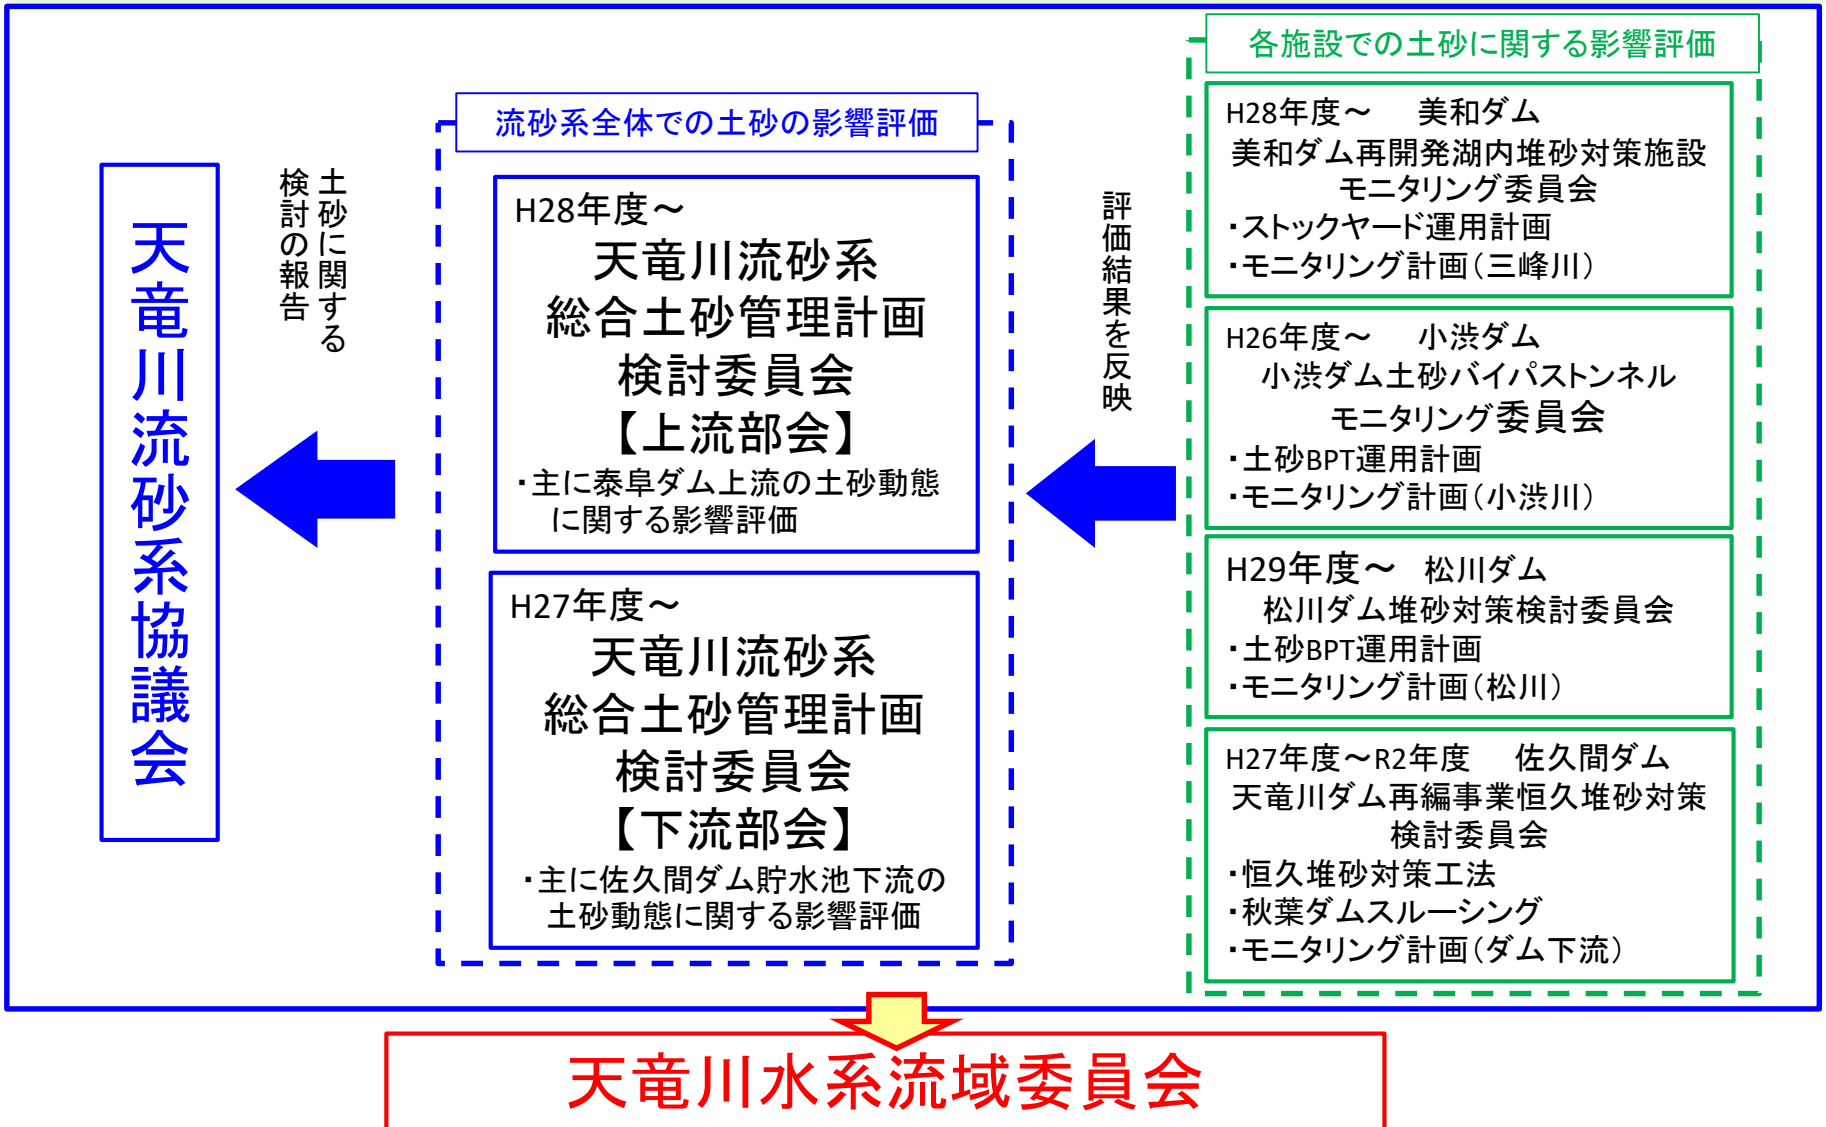 天竜川流砂系協議会
土砂に関する
検討の報告
流砂系全体での土砂の影響評価
H28年度～
天竜川流砂系
総合土砂管理計画
検討委員会
【上流部会】
・主に泰阜ダム上流の土砂動態
に関する影響評価
H27年度～
天竜川流砂系
総合土砂管理計画
検討委員会
【下流部会】
・主に佐久間ダム貯水池下流の
土砂動態に関する影響評価
評価結果を反映
各施設での土砂に関する影響評価
H28年度～　美和ダム
美和ダム再開発湖内堆砂対策施設
モニタリング委員会
・ストックヤード運用計画
・モニタリング計画（三峰川）
H26年度～　小渋ダム
小渋ダム土砂バイパストンネル
モニタリング委員会
・土砂BPT運用計画
・モニタリング計画（小渋川）
H29年度～　松川ダム
松川ダム堆砂対策検討委員会
・土砂BPT運用計画
・モニタリング計画（松川）
H27年度～R2年度　佐久間ダム
天竜川ダム再編事業恒久堆砂対策
検討委員会
・恒久堆砂対策工法
・秋葉ダムスルーシング
・モニタリング計画（ダム下流）
天竜川水系流域委員会